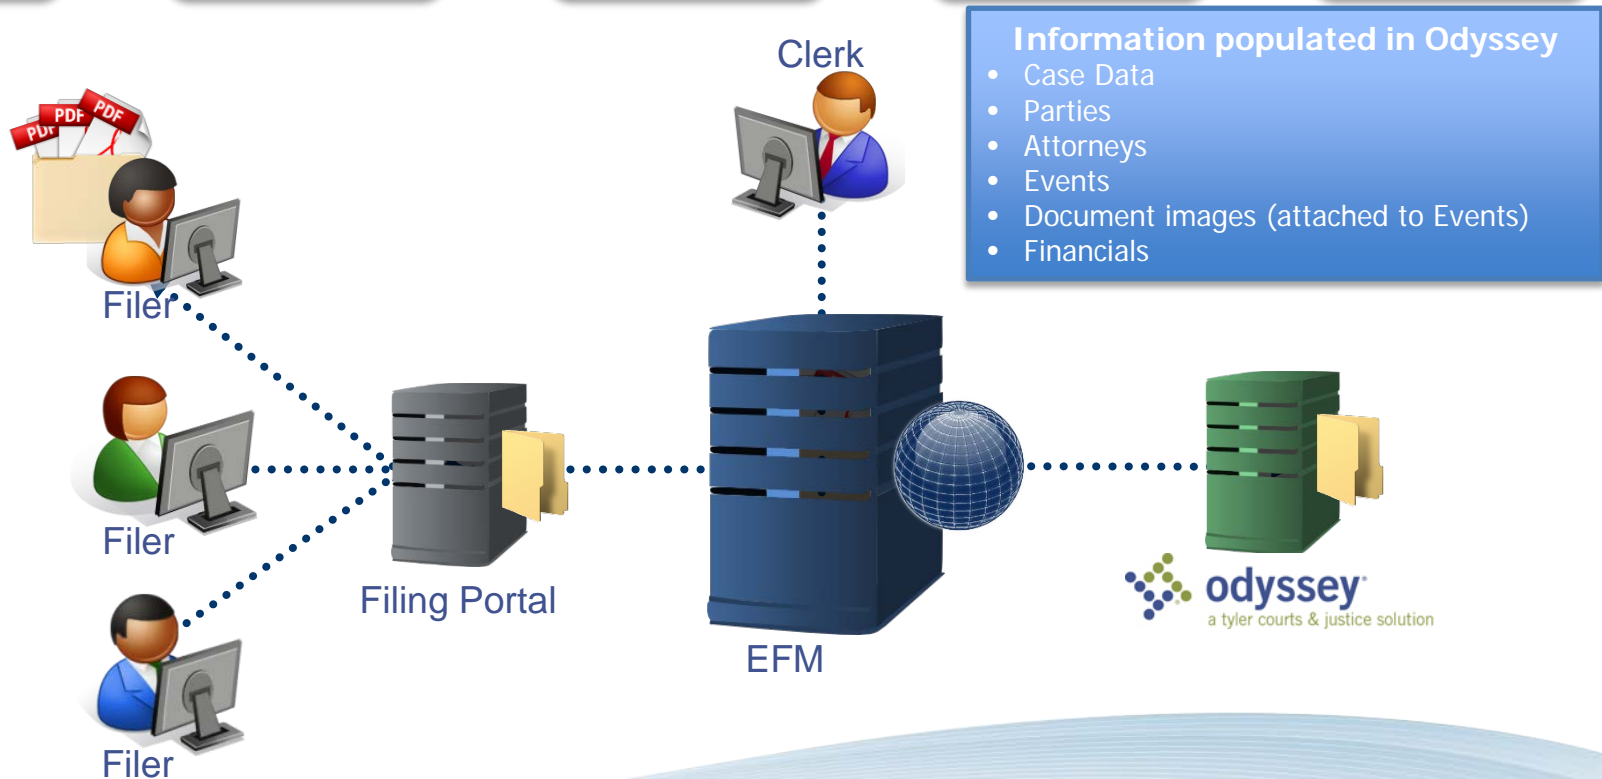 Clerk
Information populated in Odyssey
• Case Data
• Parties
• Attorneys
• Events
• Document images (attached to Events)
• Financials
PDF
PDF
PDF
Filer
Filer
Filing Portal
Filer
EFM
odyssey
a tyler courts & justice solution